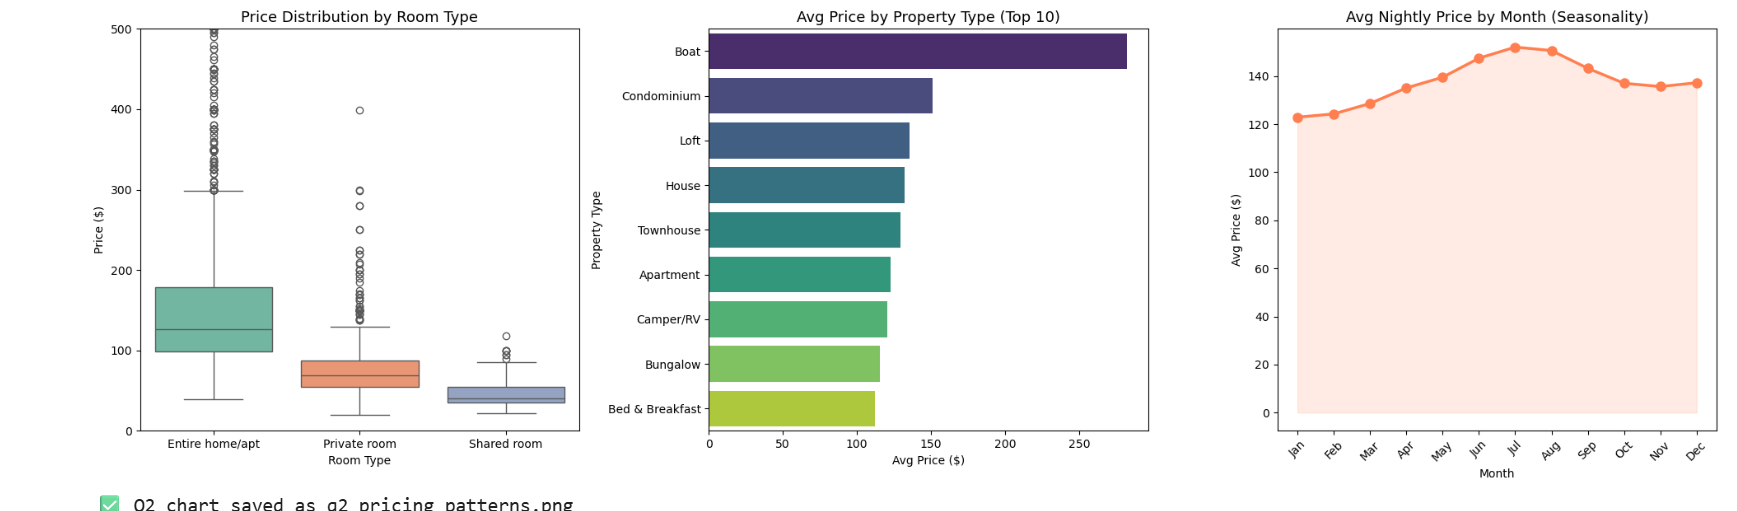 Price Distribution by Room Type
500
400
300
200
100
0
Price ($)
Entire home/apt
Private room
Shared room
Room Type
Avg Price by Property Type (Top 10)
Property Type
Boat
Condominium
Loft
House
Townhouse
Apartment
Camper/RV
Bungalow
Bed & Breakfast
0
50
100
150
200
250
Avg Price ($)
Avg Nightly Price by Month (Seasonality)
140
120
100
80
60
40
20
0
Avg Price ($)
Jan
Feb
Mar
Apr
May
Jun
Jul
Aug
Sep
Oct
Nov
Dec
Month
✅ Q2 chart saved as q2_pricing_patterns.png